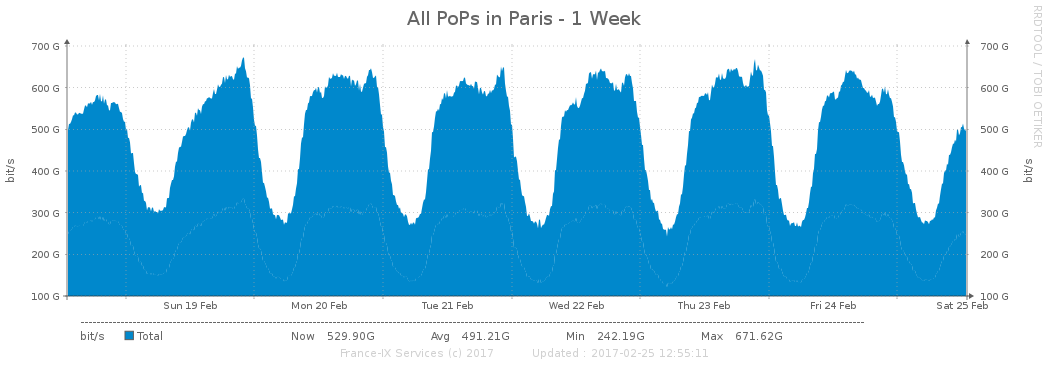 All PoPs in Paris - 1 Week
RRDTOOL / TOBI OETIKER
700 G 700 G
600 G 600 G
500 G 500 G
400 G 400 G
300 G 300 G
200 G 200 G
100 G 100 G
bit/s bit/s
Sun 19 Feb Mon 20 Feb Tue 21 Feb Wed 22 Feb Thu 23 Feb Fri 24 Feb Sat 25 Feb
bit/s Total Now 529.90G Avg 491.21G Min 242.19G Max 671.62G
France-IX Services (c) 2017 Updated : 2017-02-25 12:55:11